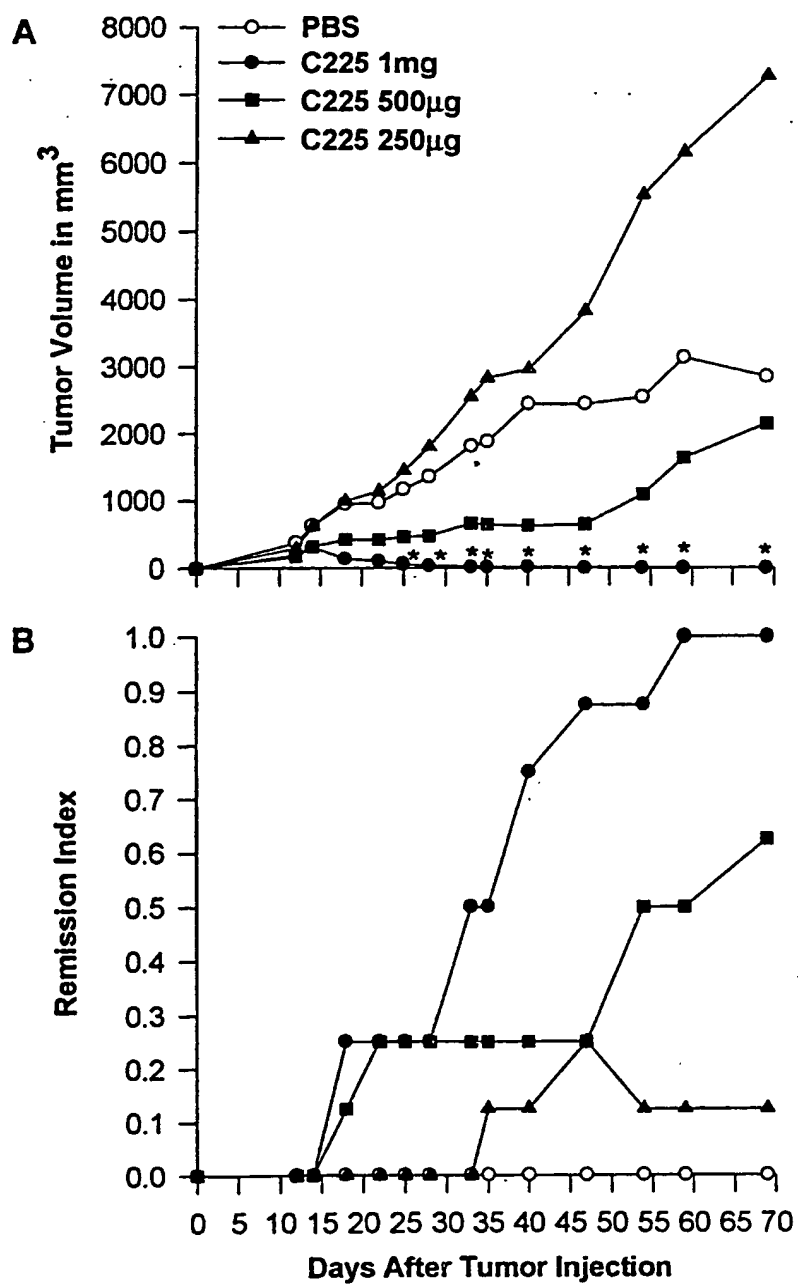 A
PBS
C225 1mg
C225 500µg
C225 250µg
Tumor Volume in mm3
8000
7000
6000
5000
4000
3000
2000
1000
0
* * * * * * * * *
B
Remission Index
1.0
0.9
0.8
0.7
0.6
0.5
0.4
0.3
0.2
0.1
0.0
0 5 10 15 20 25 30 35 40 45 50 55 60 65 70
Days After Tumor Injection